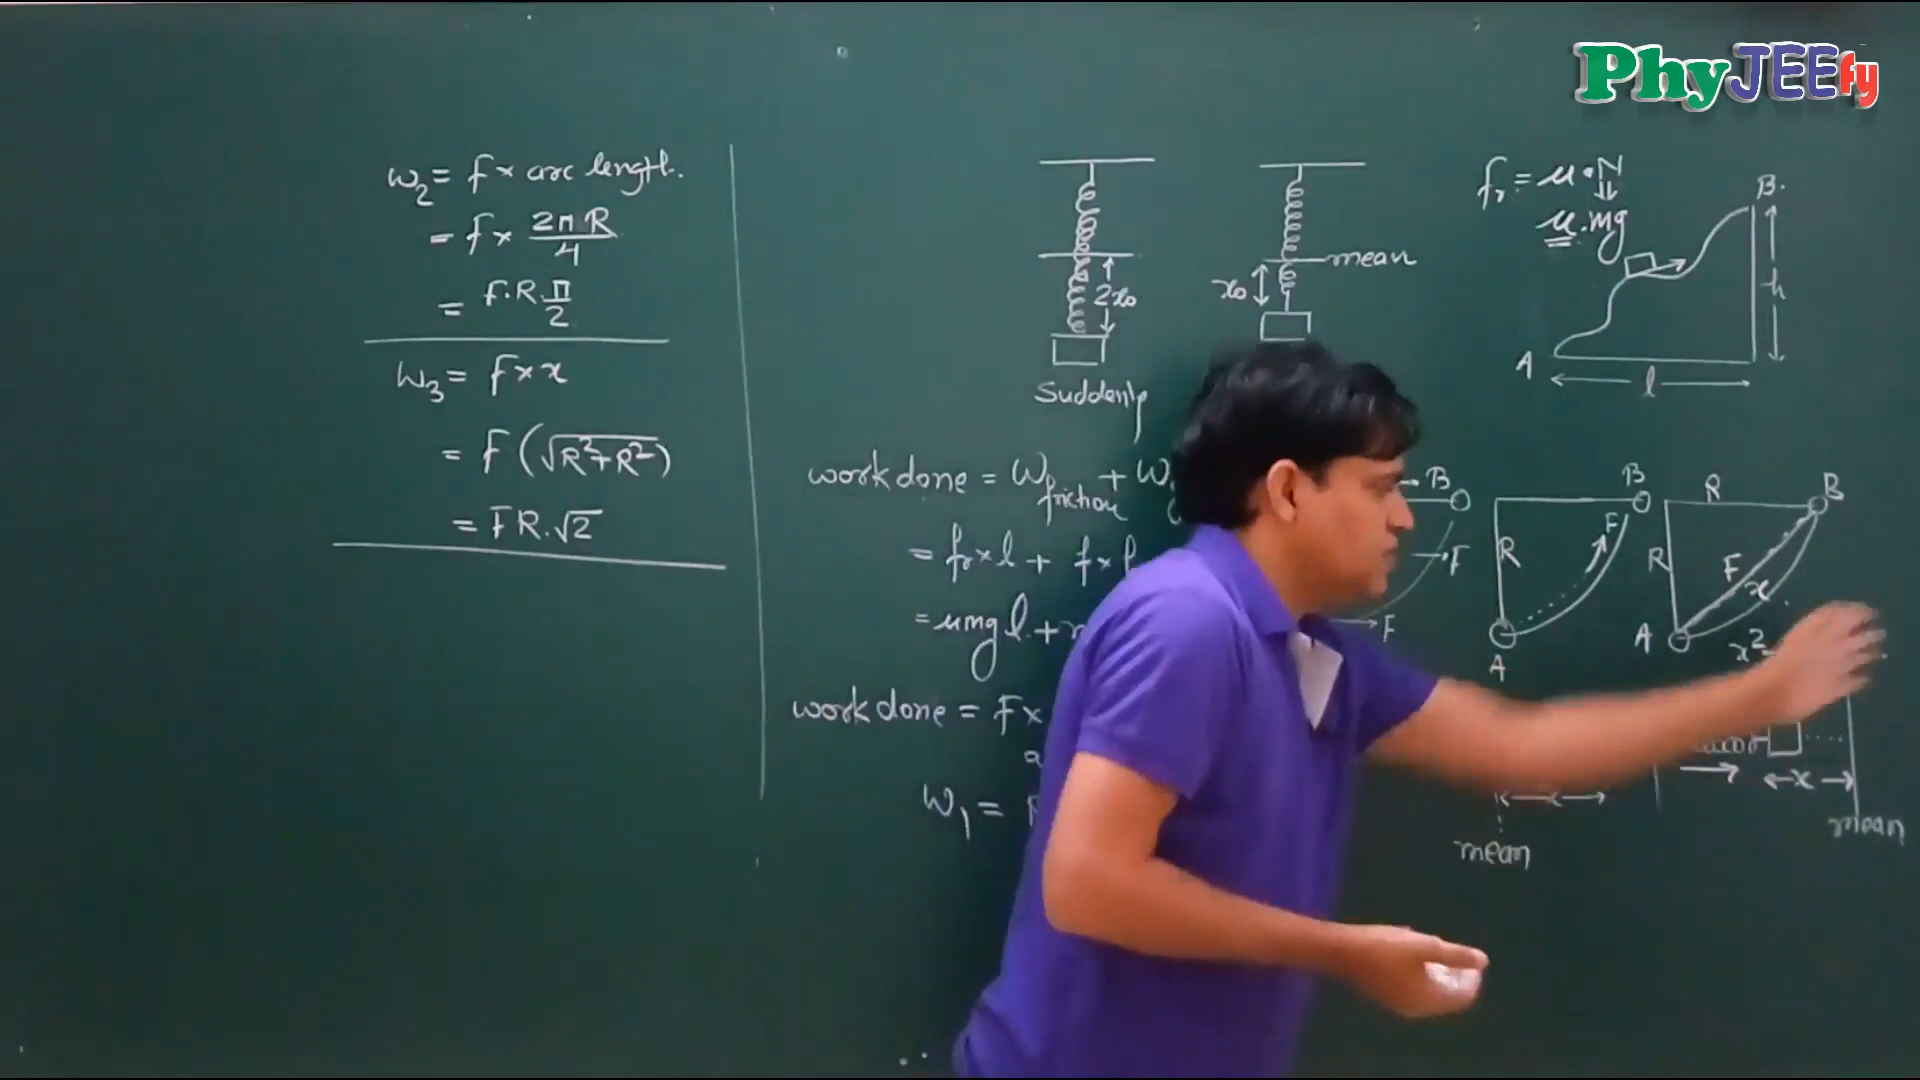 PhyJEEfy
W₂ = f × arc length.
= f × 2πR/4
= F.R.π/2
W₃ = F × x
= F (√R²+R²)
= FR.√2
2x₀
Suddenly
mean
x₀
fᵣ = μ.N
μ.mg
B.
h
A
l
work done = W friction + W
= fᵣ × l + f ×
= μmg l. +
work done = F ×
W₁ =
B
F
F
B
F
R
A
R
B
R
F
x
A
x²
x
mean
x
mean